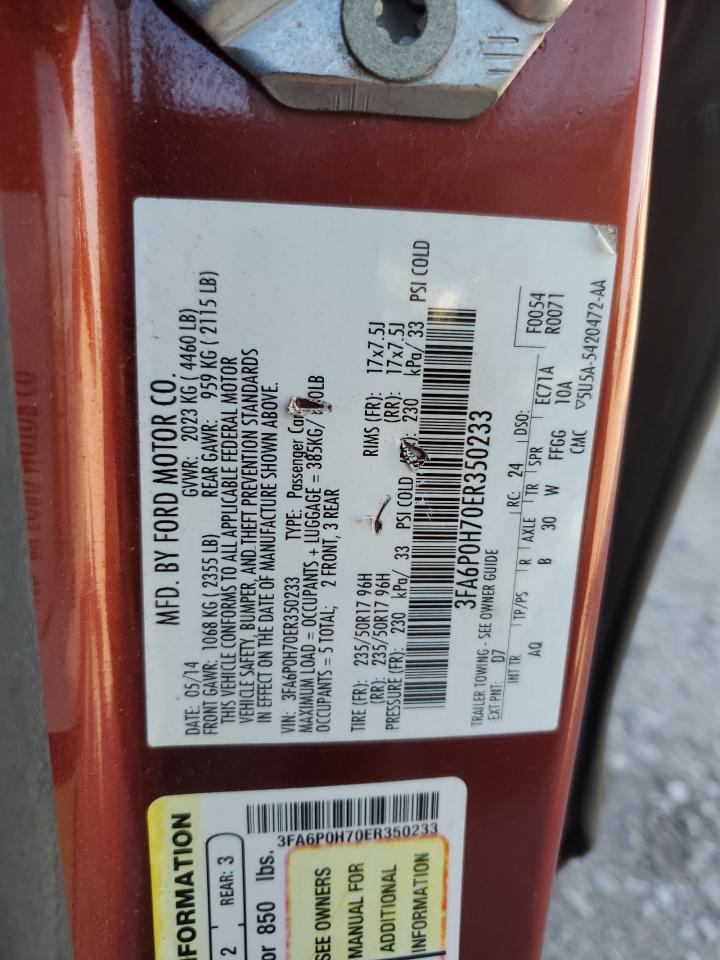 MFD. BY FORD MOTOR CO.
DATE: 05/14 GVWR: 2023 KG ( 4460 LB)
FRONT GAWR: 1068 KG ( 2355 LB) REAR GAWR: 959 KG ( 2115 LB)
THIS VEHICLE CONFORMS TO ALL APPLICABLE FEDERAL MOTOR
VEHICLE SAFETY, BUMPER, AND THEFT PREVENTION STANDARDS
IN EFFECT ON THE DATE OF MANUFACTURE SHOWN ABOVE.
VIN: 3FA6P0H70ER350233 TYPE: Passenger Car
MAXIMUM LOAD = OCCUPANTS + LUGGAGE = 385KG/ 0LB
OCCUPANTS = 5 TOTAL; 2 FRONT, 3 REAR
TIRE (FR): 235/50R17 96H RIMS (FR): 17x7.5J
(RR): 235/50R17 96H (RR): 17x7.5J
PRESSURE (FR): 230 kPa/ 33 PSI COLD : 230 kPa/ 33 PSI COLD
3FA6P0H70ER350233
TRAILER TOWING - SEE OWNER GUIDE F0054
EXT PNT: D7 RC: 24 DSO: EC71A R0071
INT TR TP/PS R AXLE TR SPR 10A
AQ B 30 W FFGG
CMC ▽5U5A-5420472-AA
3FA6P0H70ER350233
NFORMATION
2 REAR: 3
or 850 lbs.
SEE OWNERS
MANUAL FOR
ADDITIONAL
INFORMATION